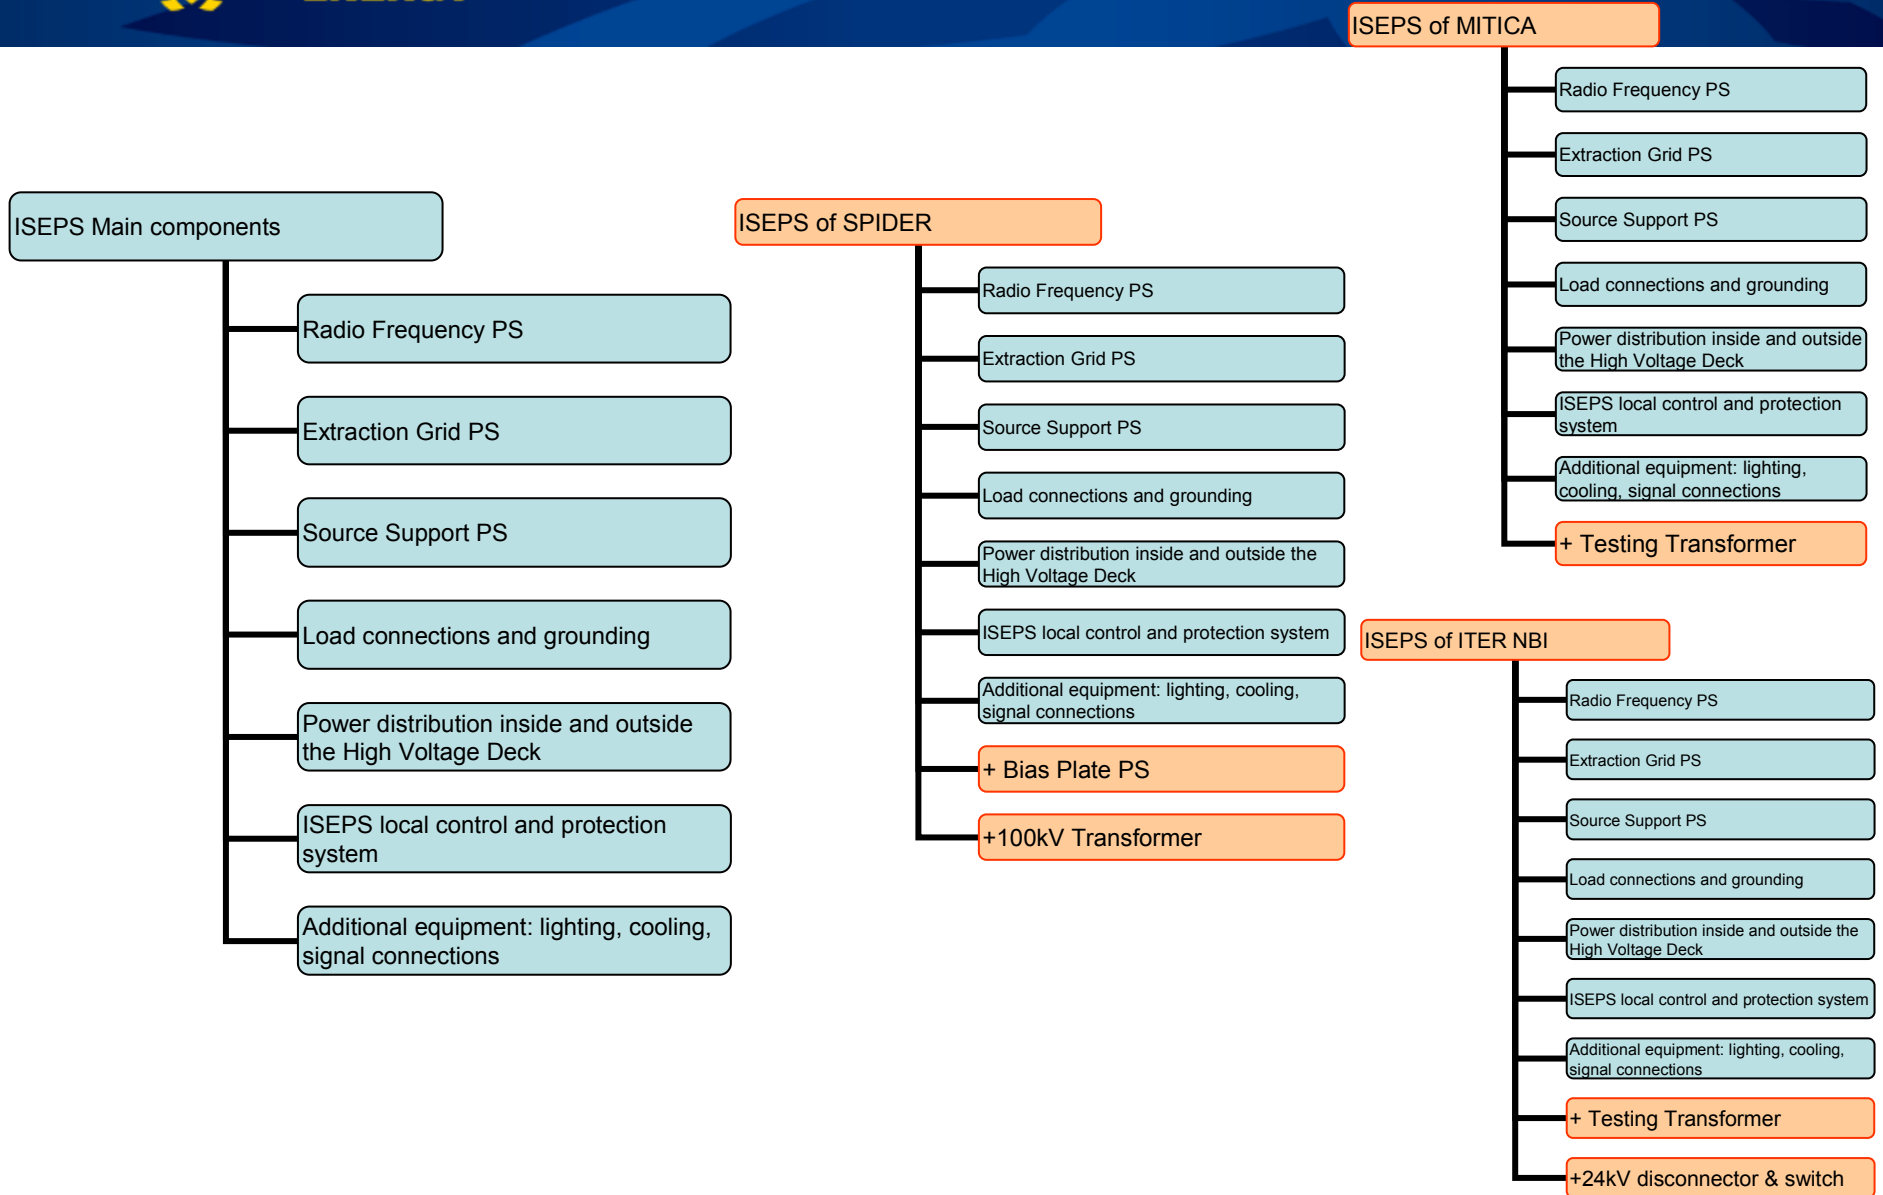 ISEPS Main components
Radio Frequency PS
Extraction Grid PS
Source Support PS
Load connections and grounding
Power distribution inside and outside
the High Voltage Deck
ISEPS local control and protection
system
Additional equipment: lighting, cooling,
signal connections
ISEPS of SPIDER
Radio Frequency PS
Extraction Grid PS
Source Support PS
Load connections and grounding
Power distribution inside and outside the
High Voltage Deck
ISEPS local control and protection system
Additional equipment: lighting, cooling,
signal connections
+ Bias Plate PS
+100kV Transformer
ISEPS of MITICA
Radio Frequency PS
Extraction Grid PS
Source Support PS
Load connections and grounding
Power distribution inside and outside
the High Voltage Deck
ISEPS local control and protection
system
Additional equipment: lighting,
cooling, signal connections
+ Testing Transformer
ISEPS of ITER NBI
Radio Frequency PS
Extraction Grid PS
Source Support PS
Load connections and grounding
Power distribution inside and outside the
High Voltage Deck
ISEPS local control and protection system
Additional equipment: lighting, cooling,
signal connections
+ Testing Transformer
+24kV disconnector & switch